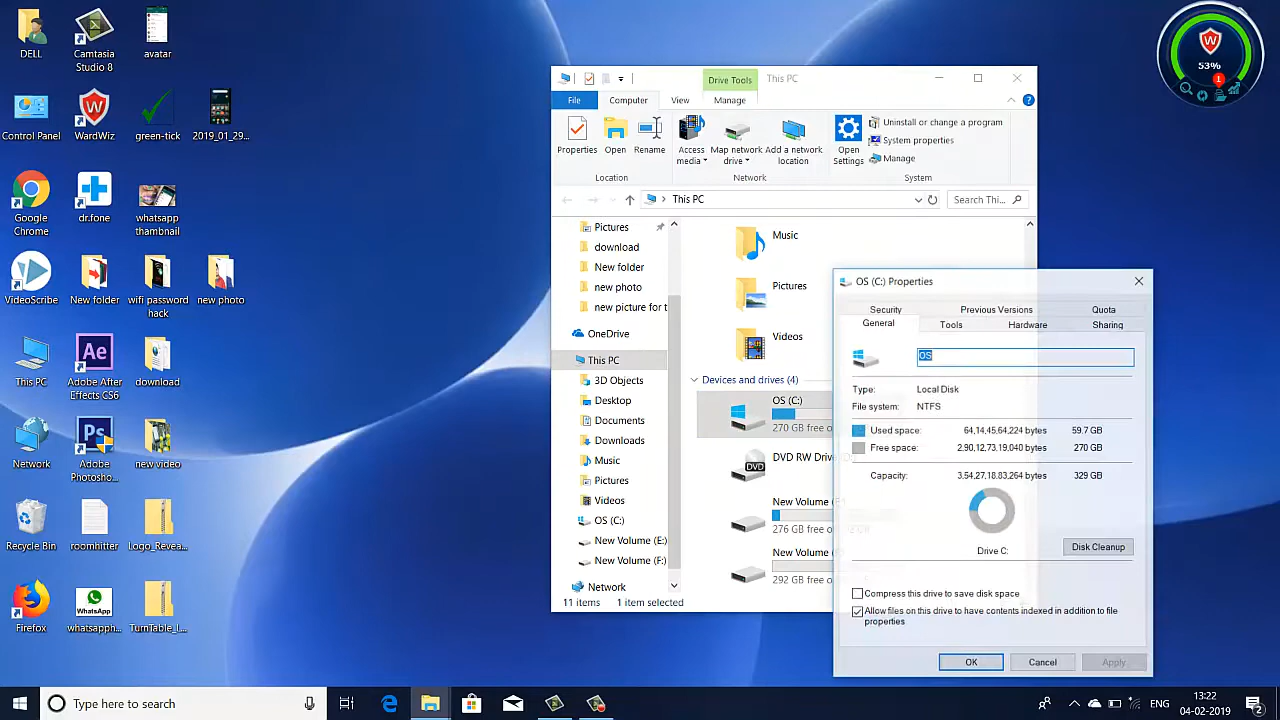 DELL
Camtasia
Studio 8
avatar
Control Panel
WardWiz
green-tick
2019_01_29...
Google
Chrome
dr.fone
whatsapp
thumbnail
VideoScribe
New folder
wifi password
hack
new photo
This PC
Adobe After
Effects CS6
download
Network
Adobe
Photosho...
new video
Recycle Bin
roomhitter
Logo_Revea...
Firefox
WhatsApp
whatsapph...
TurnTable_L...
W
53%
1
Drive Tools
This PC
File
Computer
View
Manage
Properties
Open
Rename
Access
media
Map network
drive
Add a network
location
Open
Settings
Uninstall or change a program
System properties
Manage
Location
Network
System
This PC
Search Thi...
Pictures
download
New folder
new photo
new picture for t
OneDrive
This PC
3D Objects
Desktop
Documents
Downloads
Music
Pictures
Videos
OS (C:)
New Volume (E:)
New Volume (F:)
Network
Music
Pictures
Videos
Devices and drives (4)
OS (C:)
270 GB free o
DVD RW Driv
DVD
New Volume
276 GB free o
New Volume
292 GB free o
11 items
1 item selected
OS (C:) Properties
Security
Previous Versions
Quota
General
Tools
Hardware
Sharing
OS
Type:
Local Disk
File system:
NTFS
Used space:
64,14,45,64,224 bytes
59.7 GB
Free space:
2,90,12,73,19,040 bytes
270 GB
Capacity:
3,54,27,18,83,264 bytes
329 GB
Drive C:
Disk Cleanup
Compress this drive to save disk space
Allow files on this drive to have contents indexed in addition to file
properties
OK
Cancel
Apply
Type here to search
ENG
13:22
04-02-2019
2